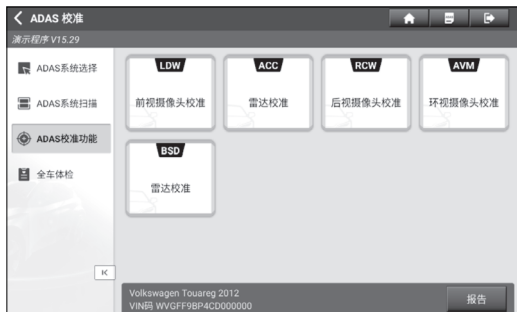 ADAS 校准
演示程序 V15.29
ADAS系统选择
ADAS系统扫描
ADAS校准功能
全车体检
LDW
前视摄像头校准
ACC
雷达校准
RCW
后视摄像头校准
AVM
环视摄像头校准
BSD
雷达校准
Volkswagen Touareg 2012
VIN码 WVGFF9BP4CD000000
报告